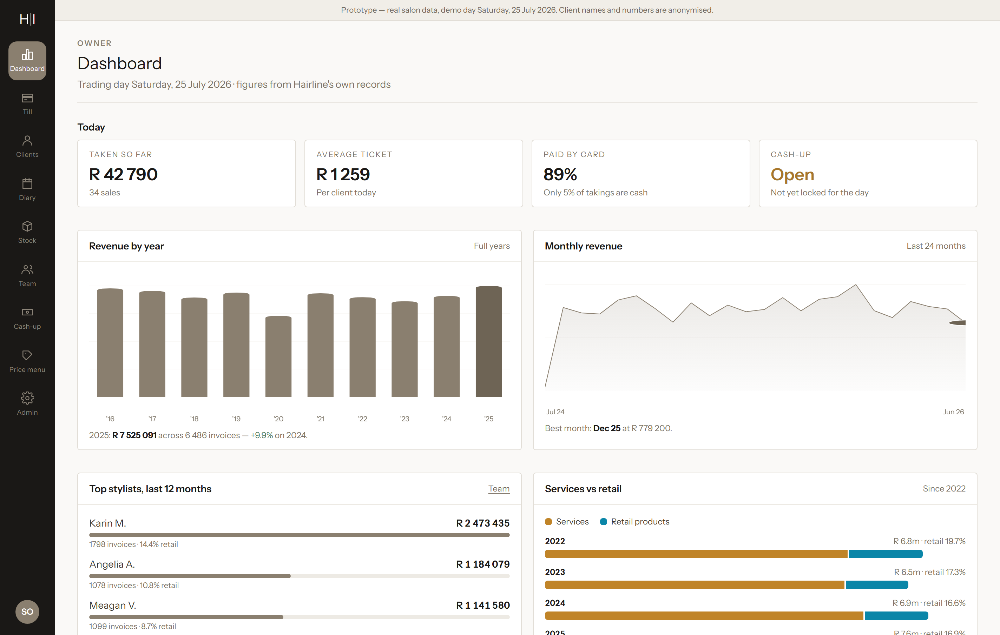 Prototype — real salon data, demo day Saturday, 25 July 2026. Client names and numbers are anonymised.
H|I
Dashboard
Till
Clients
Diary
Stock
Team
Cash-up
Price menu
Admin
SO
OWNER
Dashboard
Trading day Saturday, 25 July 2026 · figures from Hairline's own records
Today
TAKEN SO FAR
R 42 790
34 sales
AVERAGE TICKET
R 1 259
Per client today
PAID BY CARD
89%
Only 5% of takings are cash
CASH-UP
Open
Not yet locked for the day
Revenue by year
Full years
'16 '17 '18 '19 '20 '21 '22 '23 '24 '25
2025: R 7 525 091 across 6 486 invoices — +9.9% on 2024.
Monthly revenue
Last 24 months
Jul 24
Jun 26
Best month: Dec 25 at R 779 200.
Top stylists, last 12 months
Team
Karin M.
R 2 473 435
1798 invoices · 14.4% retail
Angelia A.
R 1 184 079
1078 invoices · 10.8% retail
Meagan V.
R 1 141 580
1099 invoices · 8.7% retail
Services vs retail
Since 2022
Services
Retail products
2022
R 6.8m · retail 19.7%
2023
R 6.5m · retail 17.3%
2024
R 6.9m · retail 16.6%
2025
R 7.6m · retail 16.9%